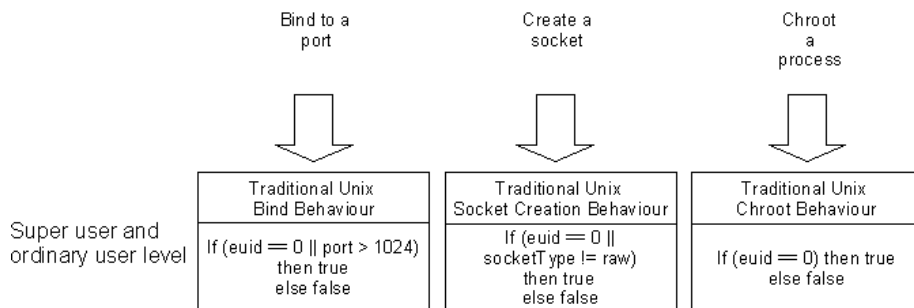 Bind to a
port
Create a
socket
Chroot
a
process
Traditional Unix
Bind Behaviour
Traditional Unix
Socket Creation Behaviour
Traditional Unix
Chroot Behaviour
Super user and
ordinary user level
If (euid == 0 || port > 1024)
then true
else false
If (euid == 0 ||
socketType != raw)
then true
else false
If (euid == 0) then true
else false